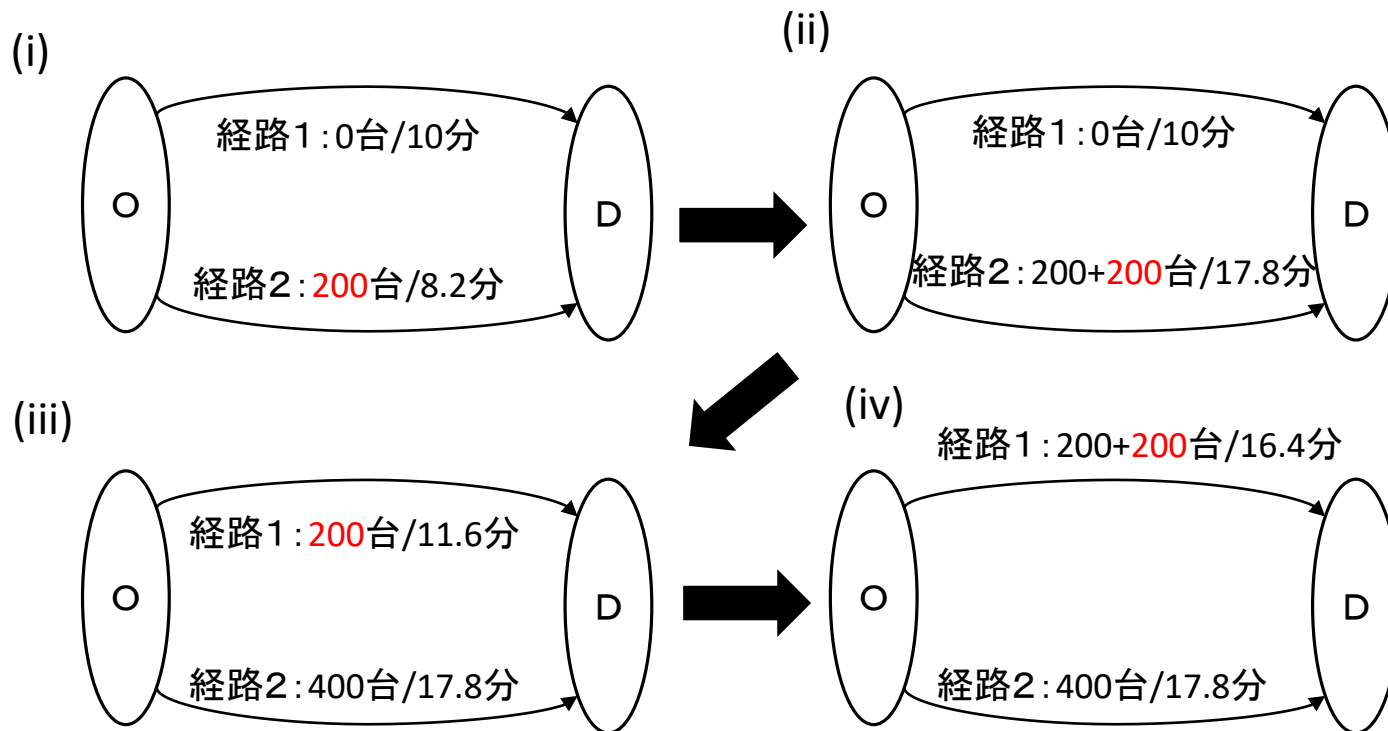 (i)
経路１:0台/10分
O
D
経路２:200台/8.2分
(ii)
経路１:0台/10分
O
D
経路２:200+200台/17.8分
(iii)
経路１:200台/11.6分
O
D
経路２:400台/17.8分
(iv)
経路１:200+200台/16.4分
O
D
経路２:400台/17.8分